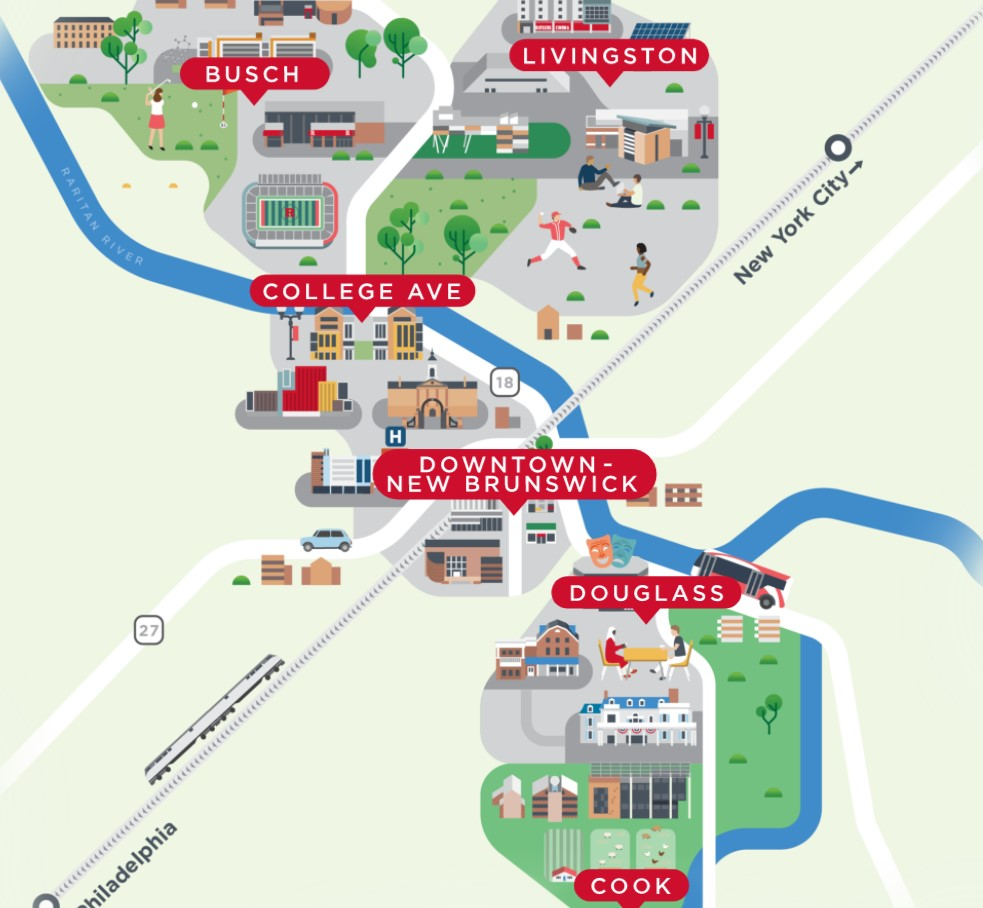 LIVINGSTON
BUSCH
RARITAN RIVER
R
New York City→
COLLEGE AVE
18
H
DOWNTOWN-
NEW BRUNSWICK
DOUGLASS
27
Philadelphia
COOK